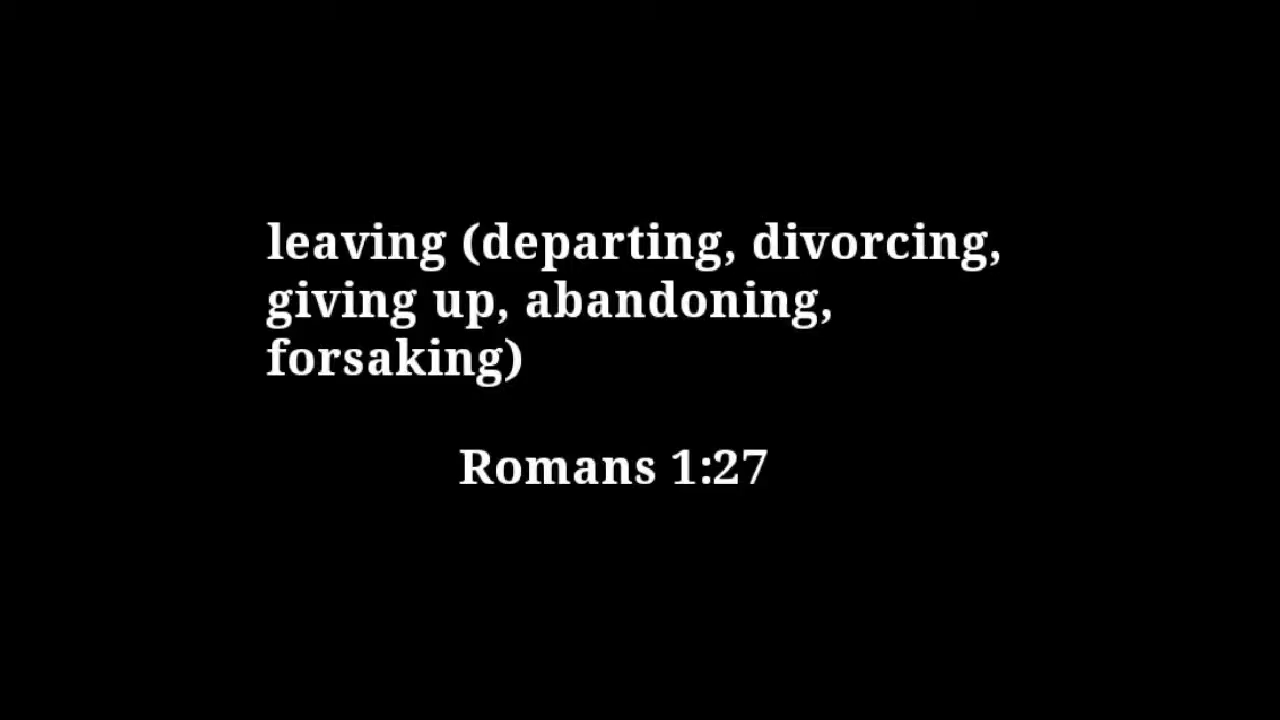 leaving (departing, divorcing,
giving up, abandoning,
forsaking)
Romans 1:27